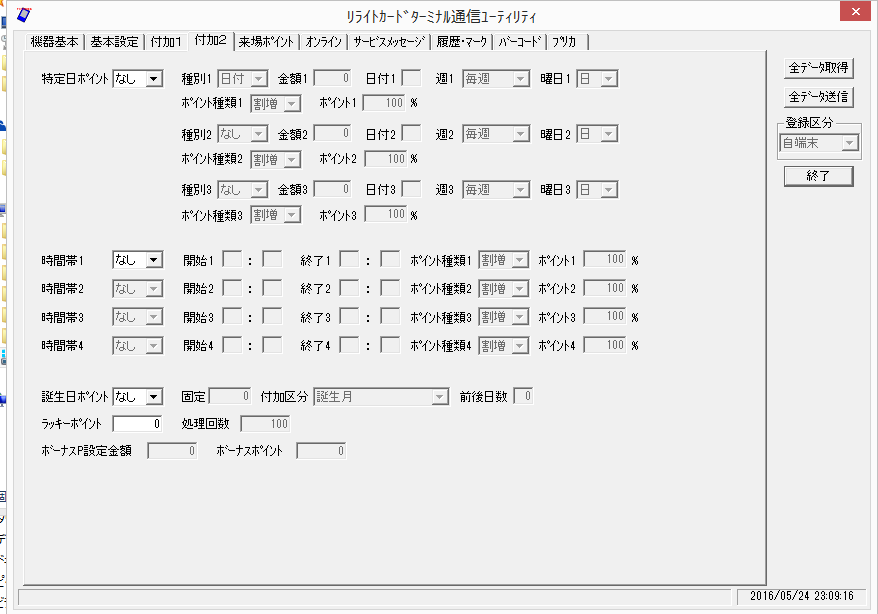 ﾘﾗｲﾄｶｰﾄﾞﾀｰﾐﾅﾙ通信ﾕｰﾃｨﾘﾃｨ
機器基本 基本設定 付加1 付加2 来場ﾎﾟｲﾝﾄ ｵﾝﾗｲﾝ ｻｰﾋﾞｽﾒｯｾｰｼﾞ 履歴･ﾏｰｸ ﾊﾞｰｺｰﾄﾞ ﾌﾟﾘｶ
特定日ﾎﾟｲﾝﾄ なし 種別1 日付 金額1 0 日付1 週1 毎週 曜日1 日
ﾎﾟｲﾝﾄ種類1 割増 ﾎﾟｲﾝﾄ1 100 %
種別2 なし 金額2 0 日付2 週2 毎週 曜日2 日
ﾎﾟｲﾝﾄ種類2 割増 ﾎﾟｲﾝﾄ2 100 %
種別3 なし 金額3 0 日付3 週3 毎週 曜日3 日
ﾎﾟｲﾝﾄ種類3 割増 ﾎﾟｲﾝﾄ3 100 %
時間帯1 なし 開始1 : 終了1 : ﾎﾟｲﾝﾄ種類1 割増 ﾎﾟｲﾝﾄ1 100 %
時間帯2 なし 開始2 : 終了2 : ﾎﾟｲﾝﾄ種類2 割増 ﾎﾟｲﾝﾄ2 100 %
時間帯3 なし 開始3 : 終了3 : ﾎﾟｲﾝﾄ種類3 割増 ﾎﾟｲﾝﾄ3 100 %
時間帯4 なし 開始4 : 終了4 : ﾎﾟｲﾝﾄ種類4 割増 ﾎﾟｲﾝﾄ4 100 %
誕生日ﾎﾟｲﾝﾄ なし 固定 0 付加区分 誕生月 前後日数 0
ﾗｯｷｰﾎﾟｲﾝﾄ 0 処理回数 100
ﾎﾞｰﾅｽP設定金額 0 ﾎﾞｰﾅｽﾎﾟｲﾝﾄ 0
全ﾃﾞｰﾀ取得
全ﾃﾞｰﾀ送信
登録区分
自端末
終了
2016/05/24 23:09:16